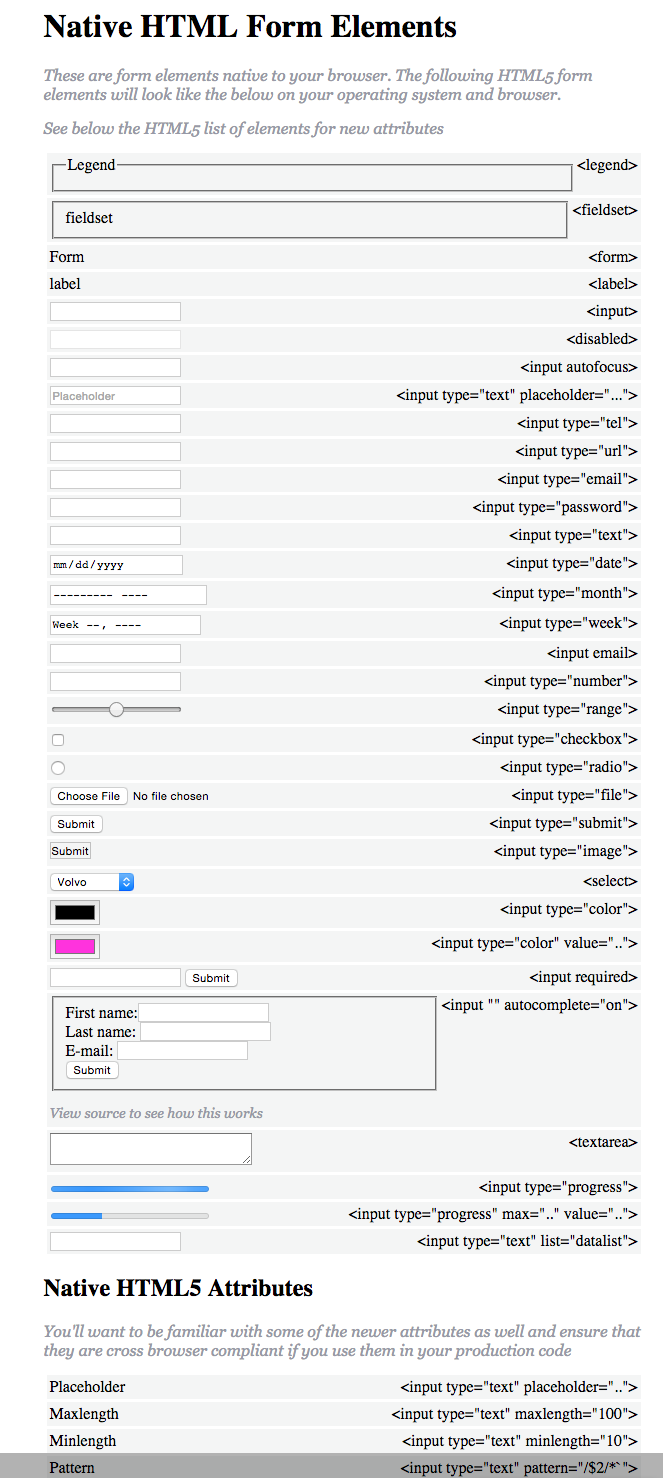 Native HTML Form Elements
These are form elements native to your browser. The following HTML5 form
elements will look like the below on your operating system and browser.
See below the HTML5 list of elements for new attributes
Legend <legend>
fieldset <fieldset>
Form <form>
label <label>
<input>
<disabled>
<input autofocus>
Placeholder <input type="text" placeholder="...">
<input type="tel">
<input type="url">
<input type="email">
<input type="password">
<input type="text">
mm/dd/yyyy <input type="date">
--------- ---- <input type="month">
Week --, ---- <input type="week">
<input email>
<input type="number">
<input type="range">
<input type="checkbox">
<input type="radio">
Choose File No file chosen <input type="file">
Submit <input type="submit">
Submit <input type="image">
Volvo <select>
<input type="color">
<input type="color" value="..">
Submit <input required>
<input "" autocomplete="on">
First name:
Last name:
E-mail:
Submit
View source to see how this works
<textarea>
<input type="progress">
<input type="progress" max=".." value="..">
<input type="text" list="datalist">
Native HTML5 Attributes
You'll want to be familiar with some of the newer attributes as well and ensure that
they are cross browser compliant if you use them in your production code
Placeholder <input type="text" placeholder="..">
Maxlength <input type="text" maxlength="100">
Minlength <input type="text" minlength="10">
Pattern <input type="text" pattern="/$2/*`">